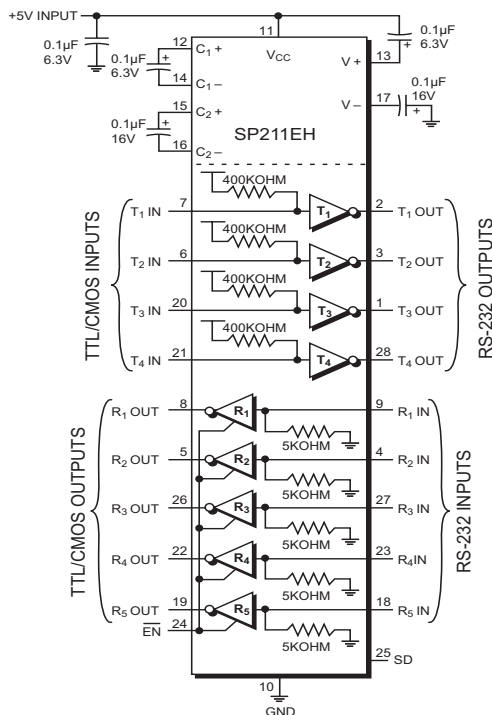 +5V INPUT
11
0.1μF
6.3V
0.1μF
6.3V
12
C1 +
VCC
V +
13
0.1μF
6.3V
14
C1 –
15
C2 +
0.1μF
16V
16
C2 –
17
V –
0.1μF
16V
SP211EH
400KOHM
T1 IN
7
T1
2
T1 OUT
400KOHM
T2 IN
6
T2
3
T2 OUT
400KOHM
T3 IN
20
T3
1
T3 OUT
400KOHM
T4 IN
21
T4
28
T4 OUT
TTL/CMOS INPUTS
RS-232 OUTPUTS
R1 OUT
8
R1
9
R1 IN
5KOHM
R2 OUT
5
R2
4
R2 IN
5KOHM
R3 OUT
26
R3
27
R3 IN
5KOHM
R4 OUT
22
R4
23
R4IN
5KOHM
R5 OUT
19
R5
18
R5 IN
5KOHM
TTL/CMOS OUTPUTS
RS-232 INPUTS
EN
24
25
SD
10
GND